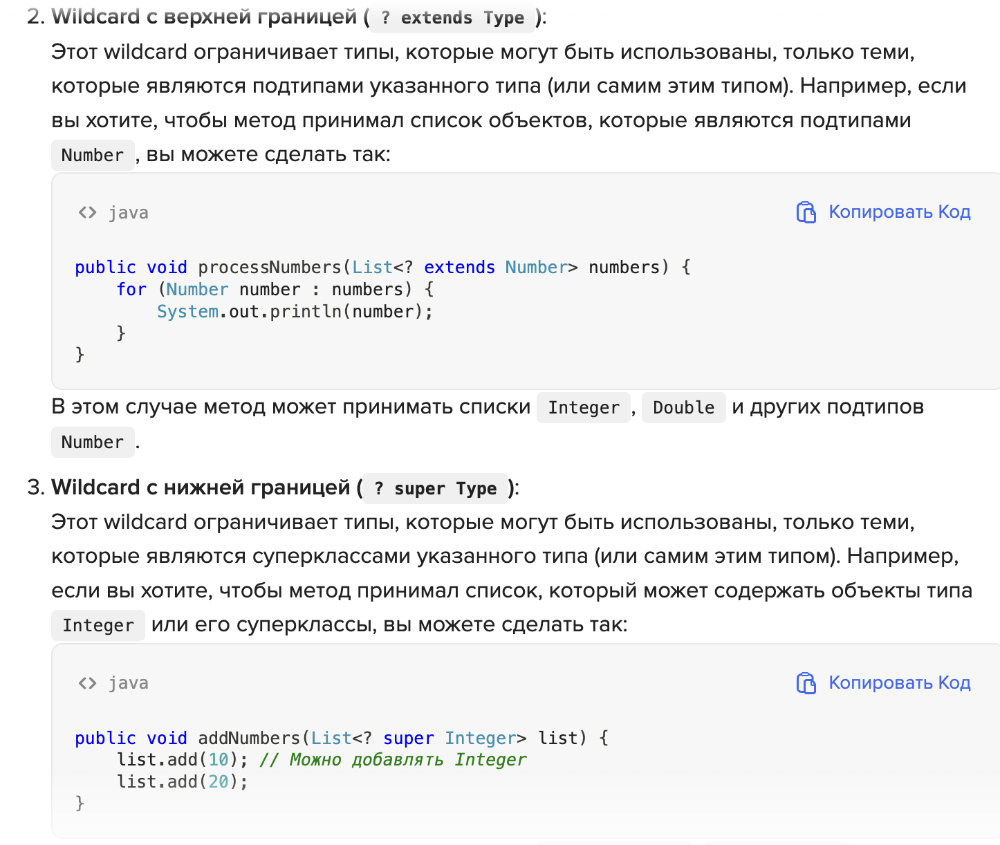 2. Wildcard с верхней границей ( ? extends Type ):
Этот wildcard ограничивает типы, которые могут быть использованы, только теми,
которые являются подтипами указанного типа (или самим этим типом). Например, если
вы хотите, чтобы метод принимал список объектов, которые являются подтипами
Number , вы можете сделать так:
<> java
Копировать Код
public void processNumbers(List<? extends Number> numbers) {
    for (Number number : numbers) {
        System.out.println(number);
    }
}
В этом случае метод может принимать списки Integer , Double и других подтипов
Number .
3. Wildcard с нижней границей ( ? super Type ):
Этот wildcard ограничивает типы, которые могут быть использованы, только теми,
которые являются суперклассами указанного типа (или самим этим типом). Например,
если вы хотите, чтобы метод принимал список, который может содержать объекты типа
Integer или его суперклассы, вы можете сделать так:
<> java
Копировать Код
public void addNumbers(List<? super Integer> list) {
    list.add(10); // Можно добавлять Integer
    list.add(20);
}